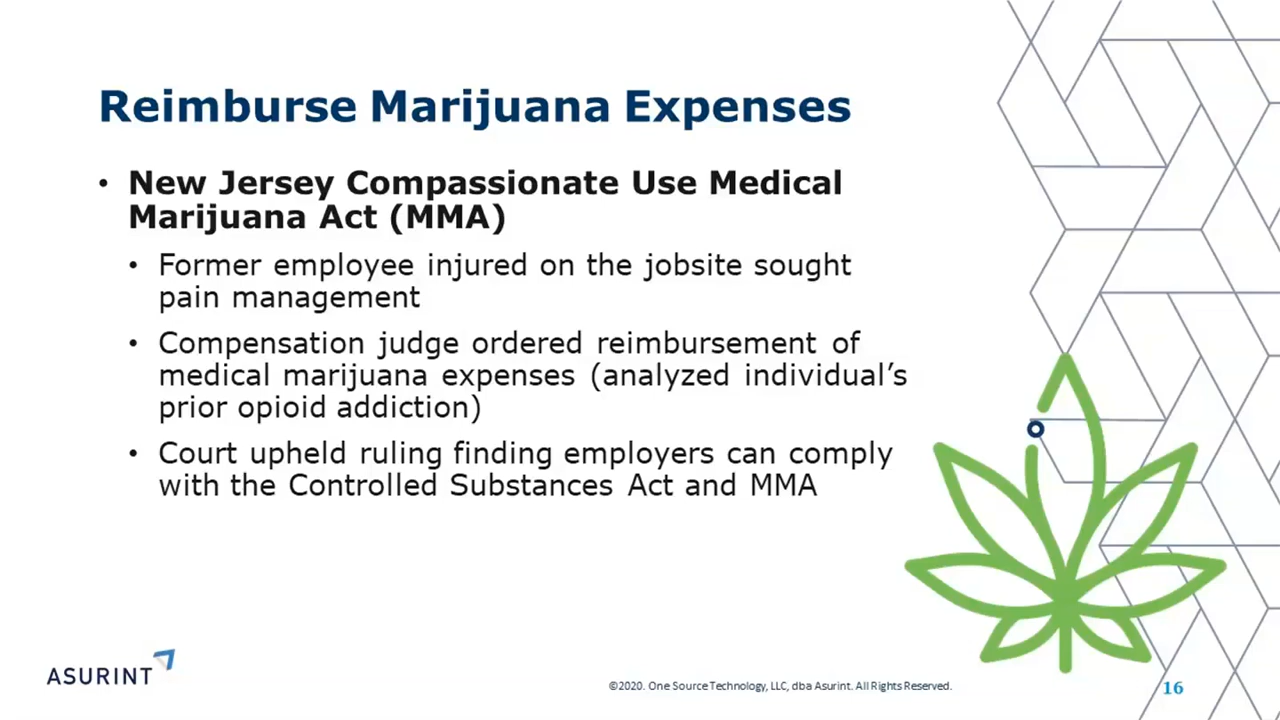 Reimburse Marijuana Expenses
• New Jersey Compassionate Use Medical
Marijuana Act (MMA)
• Former employee injured on the jobsite sought
pain management
• Compensation judge ordered reimbursement of
medical marijuana expenses (analyzed individual’s
prior opioid addiction)
• Court upheld ruling finding employers can comply
with the Controlled Substances Act and MMA
ASURINT
©2020. One Source Technology, LLC, dba Asurint. All Rights Reserved.
16